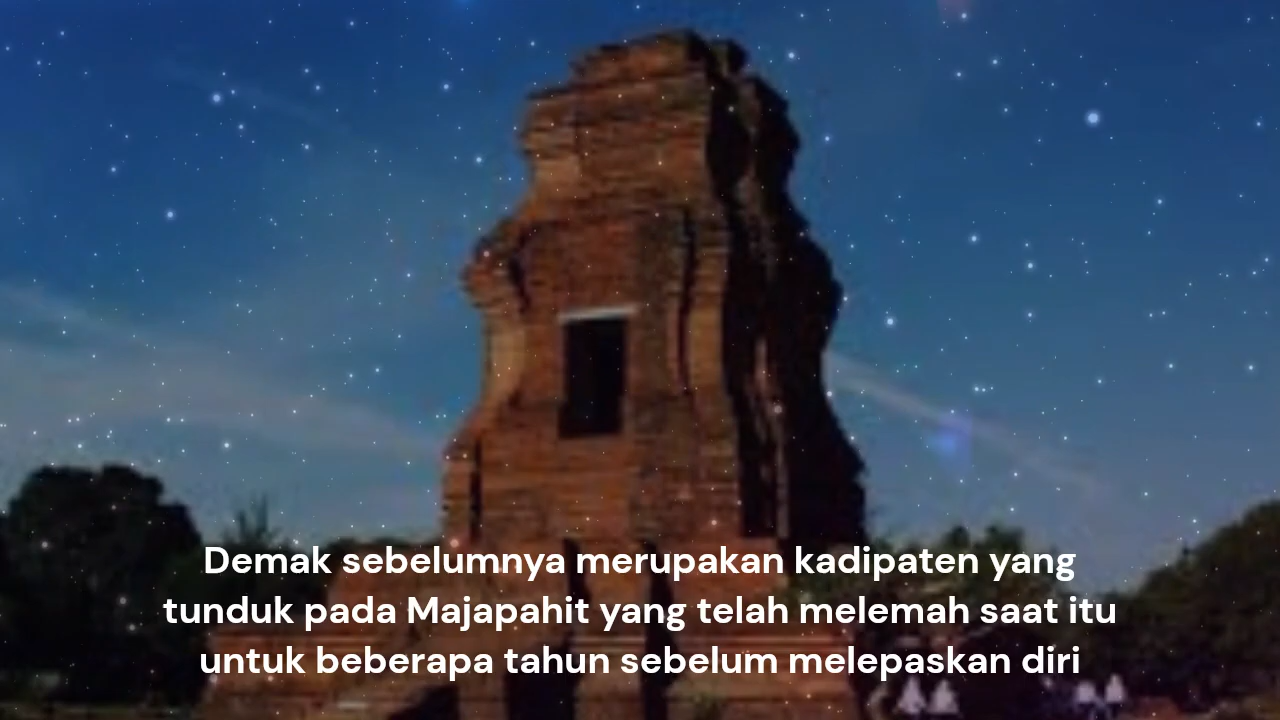 Demak sebelumnya merupakan kadipaten yang
tunduk pada Majapahit yang telah melemah saat itu
untuk beberapa tahun sebelum melepaskan diri